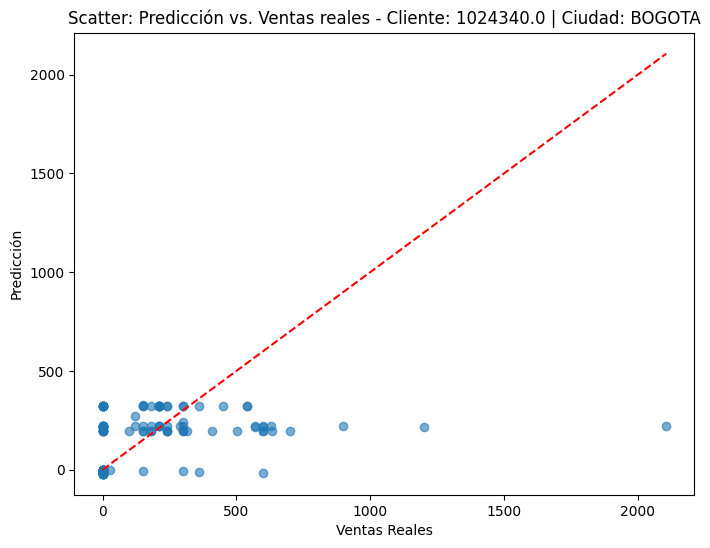 Scatter: Predicción vs. Ventas reales - Cliente: 1024340.0 | Ciudad: BOGOTA
2000
1500
1000
500
0
Predicción
0 500 1000 1500 2000
Ventas Reales